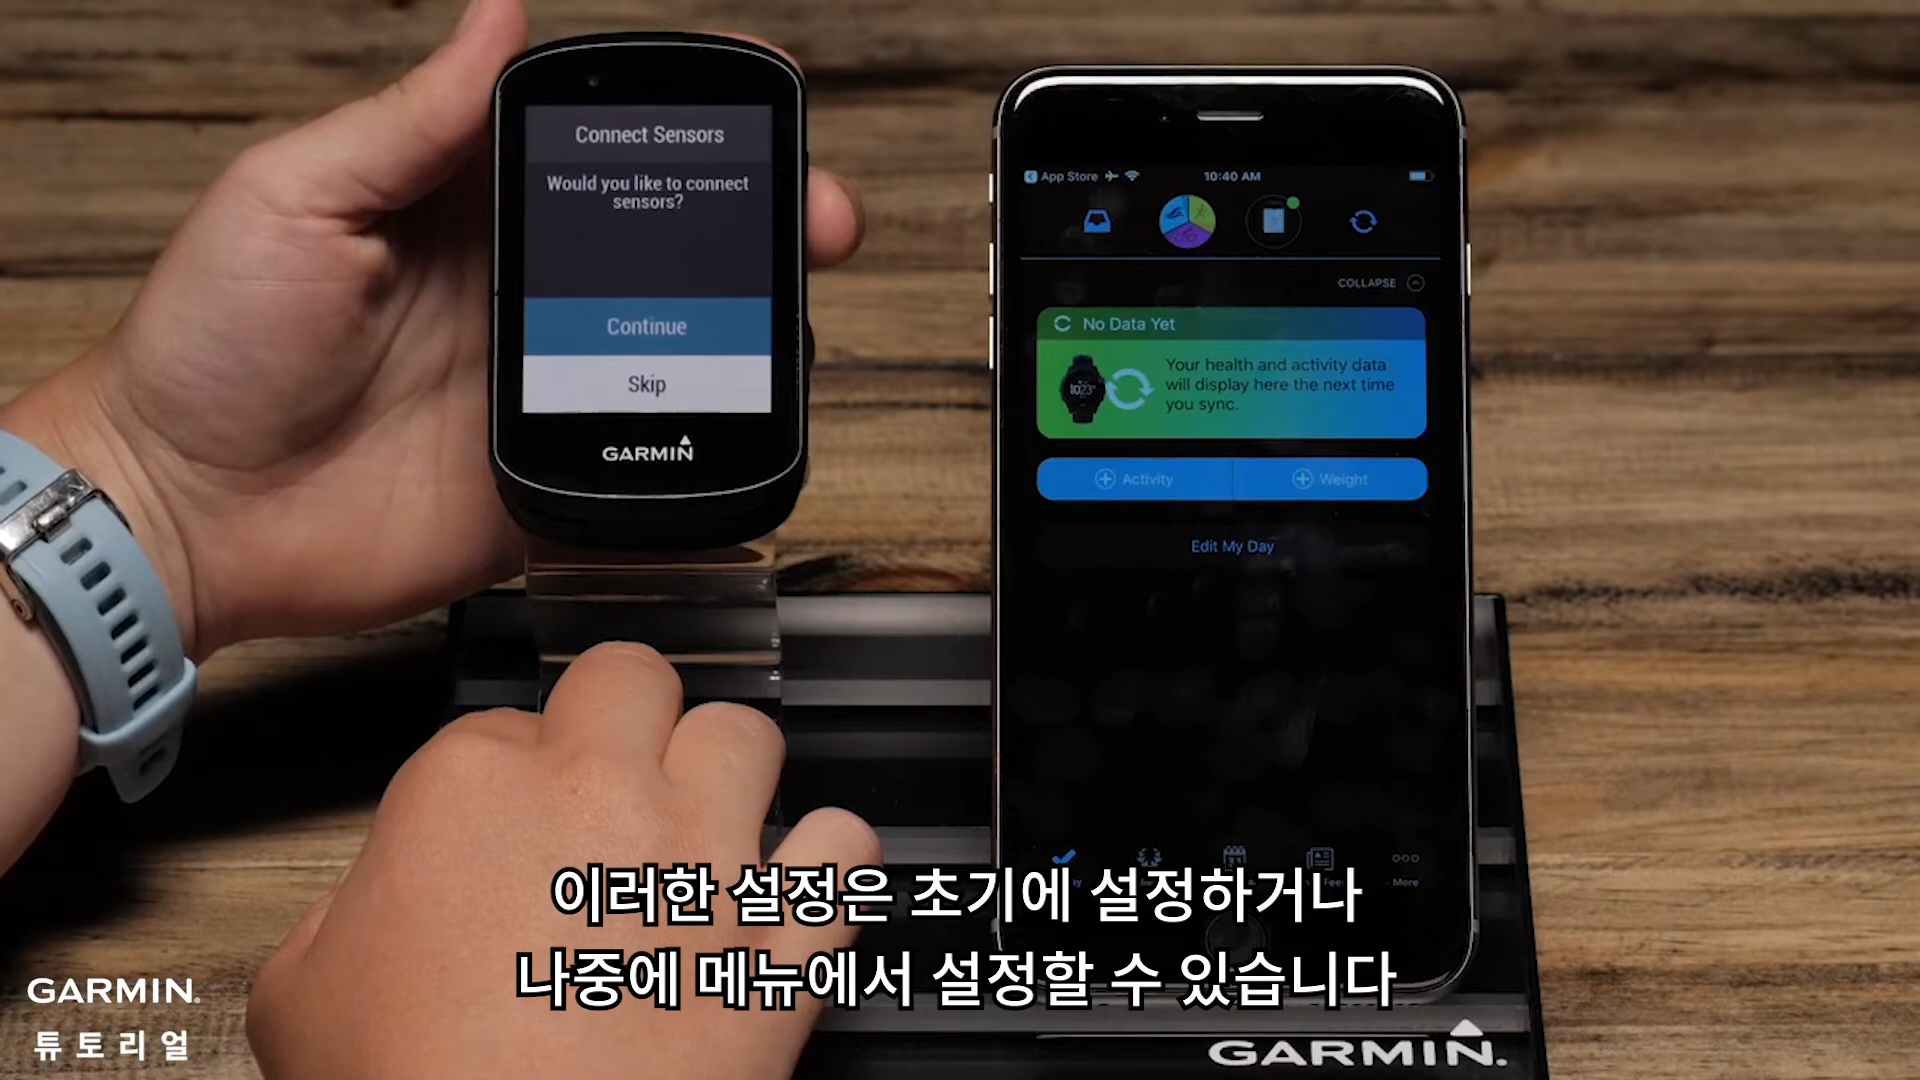 Connect Sensors
Would you like to connect
sensors?
Continue
Skip
GARMIN
App Store
10:40 AM
COLLAPSE
No Data Yet
Your health and activity data
will display here the next time
you sync.
Activity
Weight
Edit My Day
More
이러한 설정은 초기에 설정하거나
나중에 메뉴에서 설정할 수 있습니다
GARMIN.
튜토리얼
GARMIN.